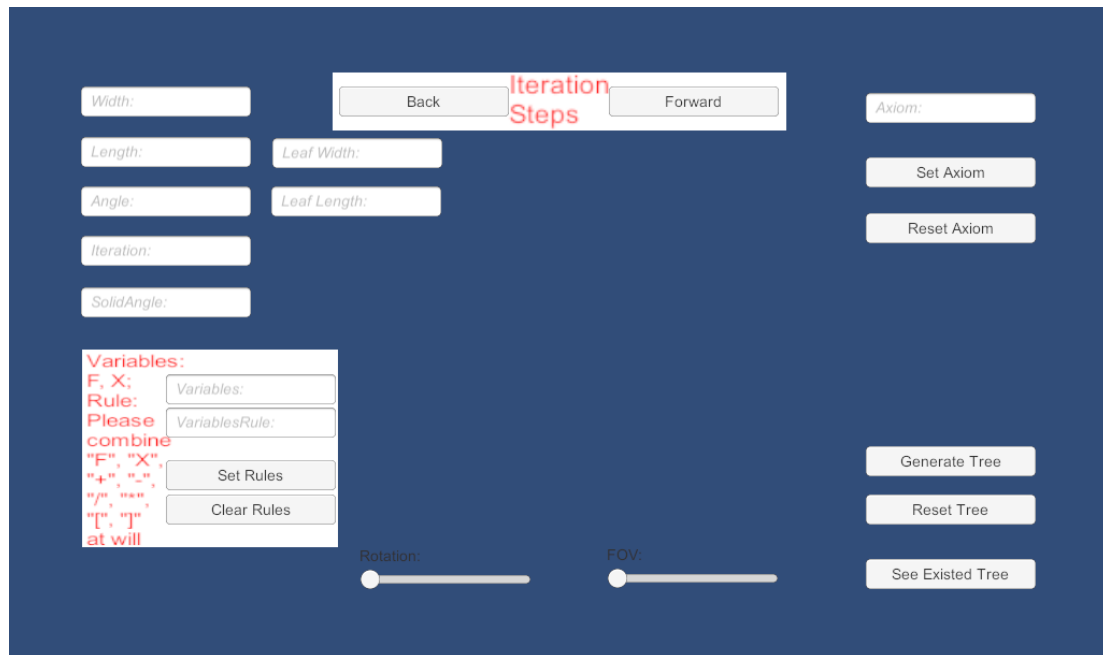 Width:
Length:
Leaf Width:
Angle:
Leaf Length:
Iteration:
SolidAngle:
Back
Iteration
Steps
Forward
Axiom:
Set Axiom
Reset Axiom
Variables:
F, X;
Rule:
Please
combine
"F", "X",
"+", "-",
"/", "*",
"[", "]"
at will
Variables:
VariablesRule:
Set Rules
Clear Rules
Rotation:
FOV:
Generate Tree
Reset Tree
See Existed Tree